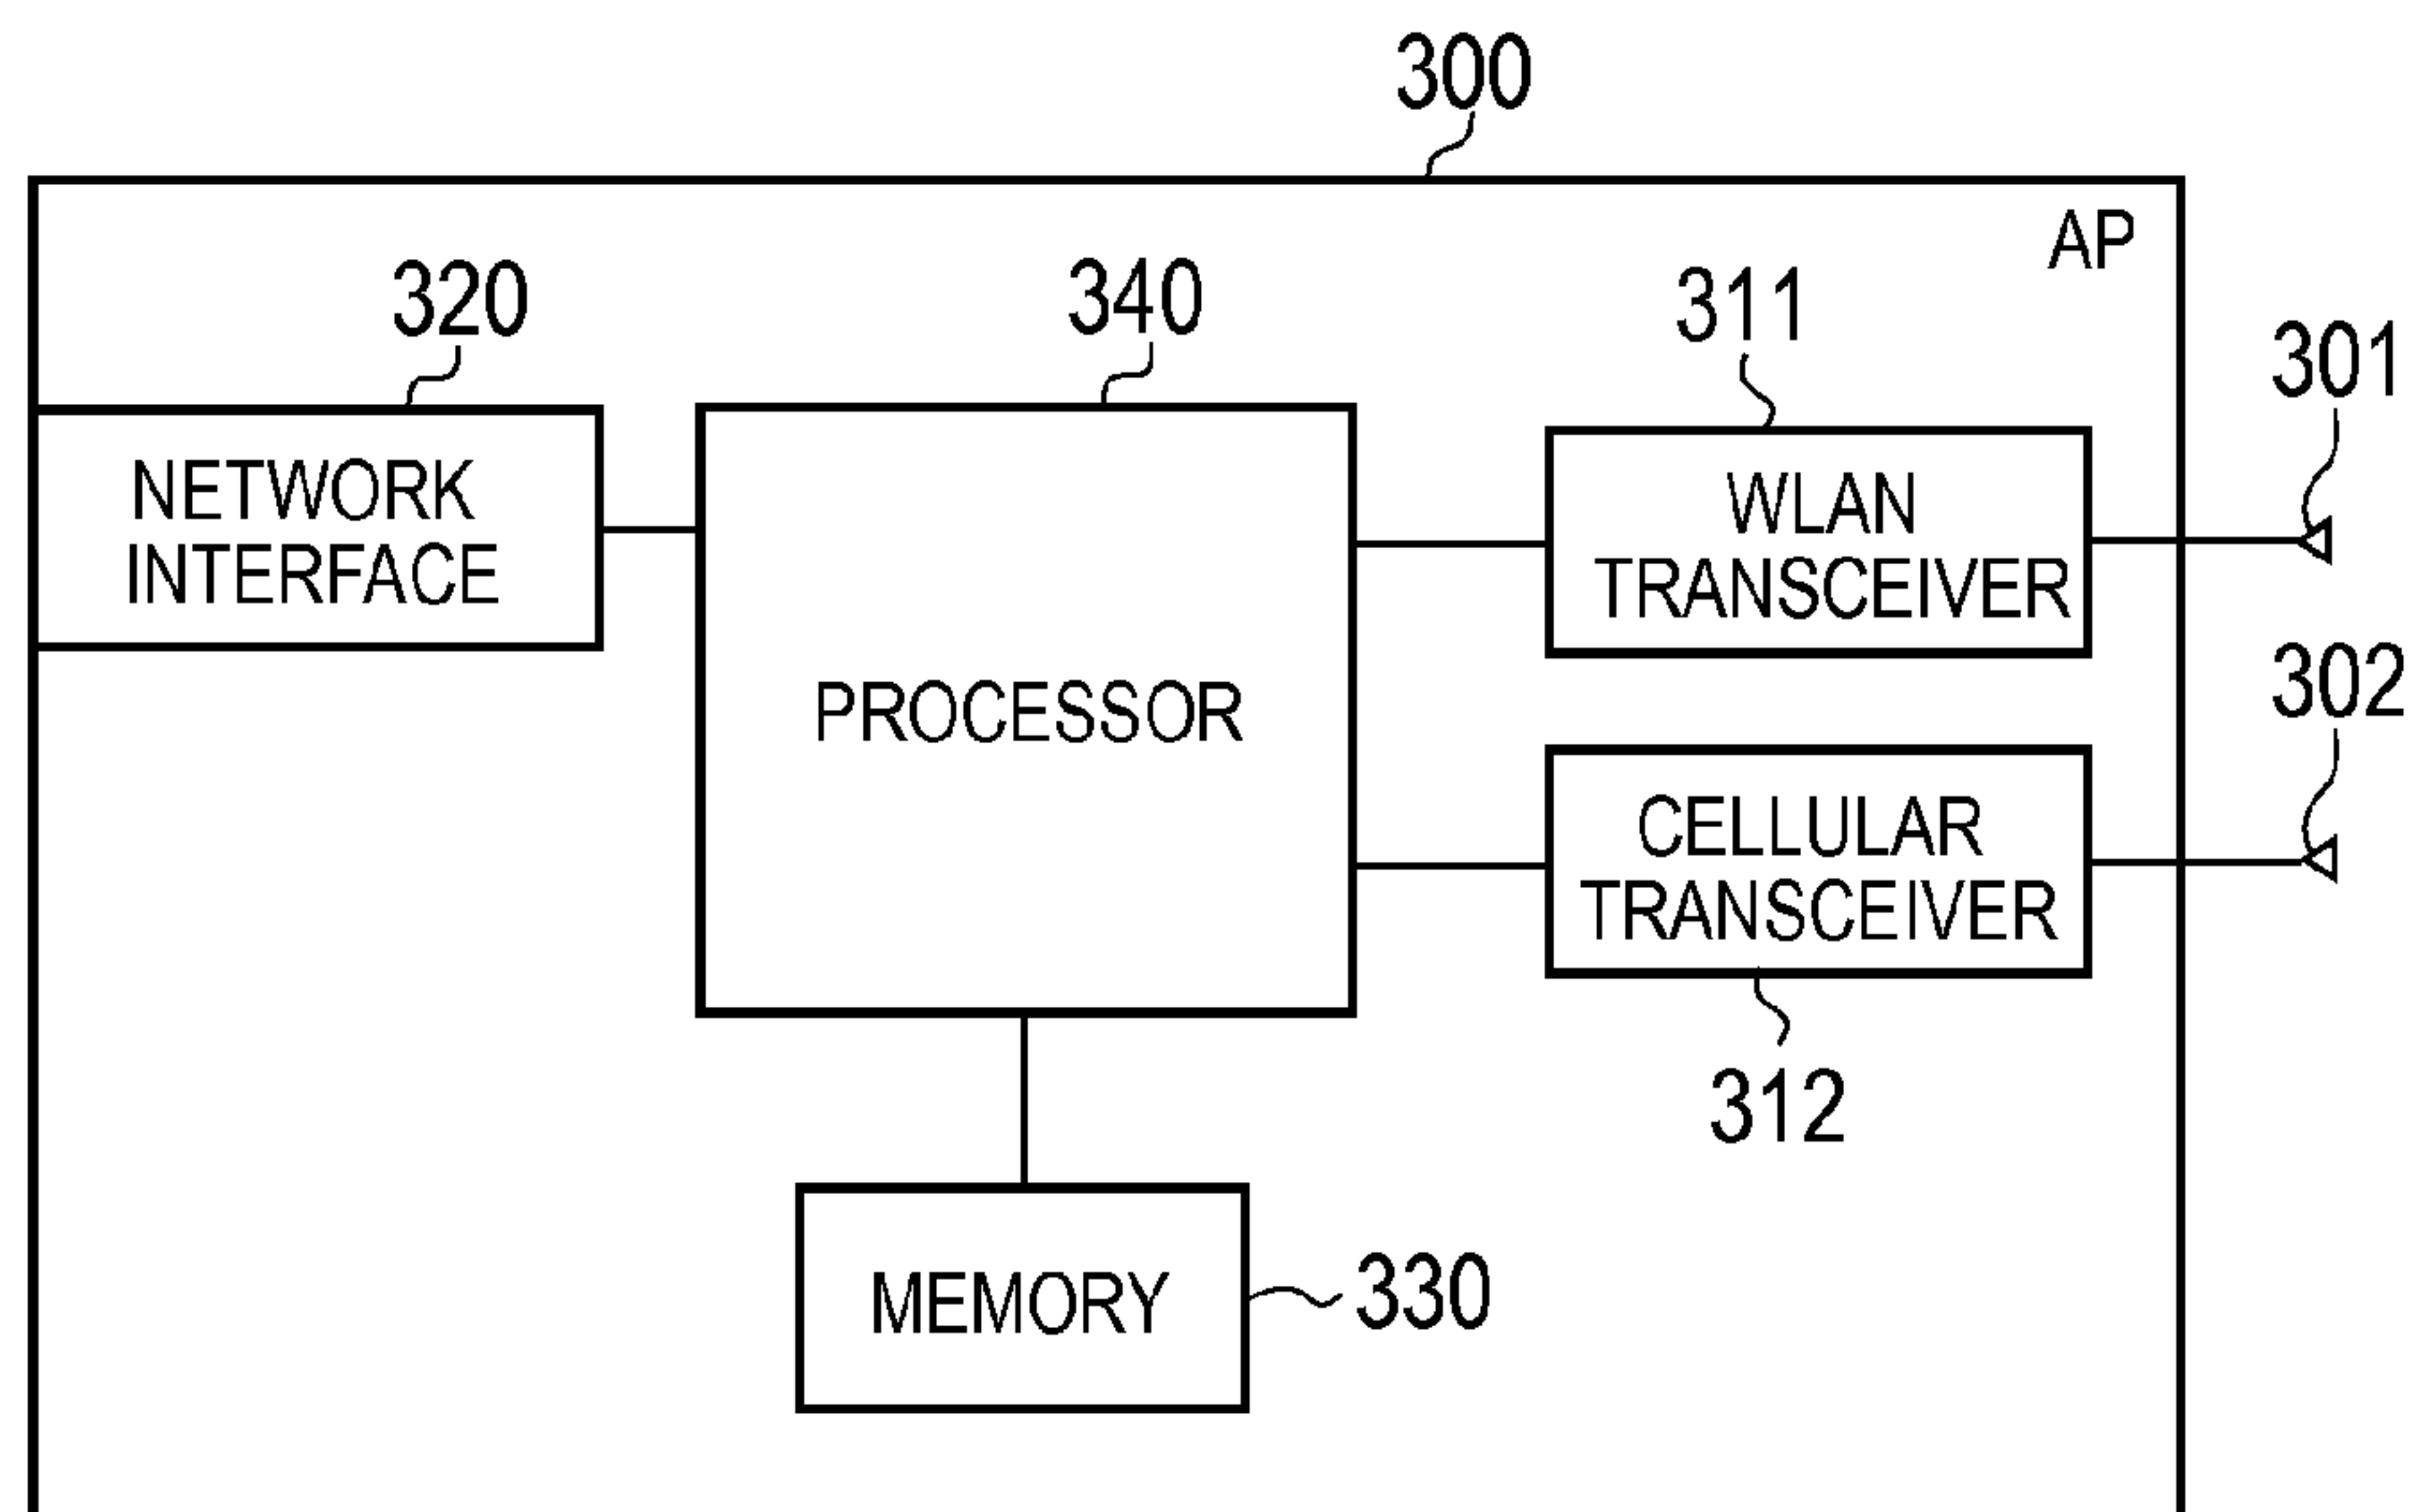 300
AP
320
340
311
301
NETWORK
INTERFACE
WLAN
TRANSCEIVER
302
PROCESSOR
CELLULAR
TRANSCEIVER
312
MEMORY
330